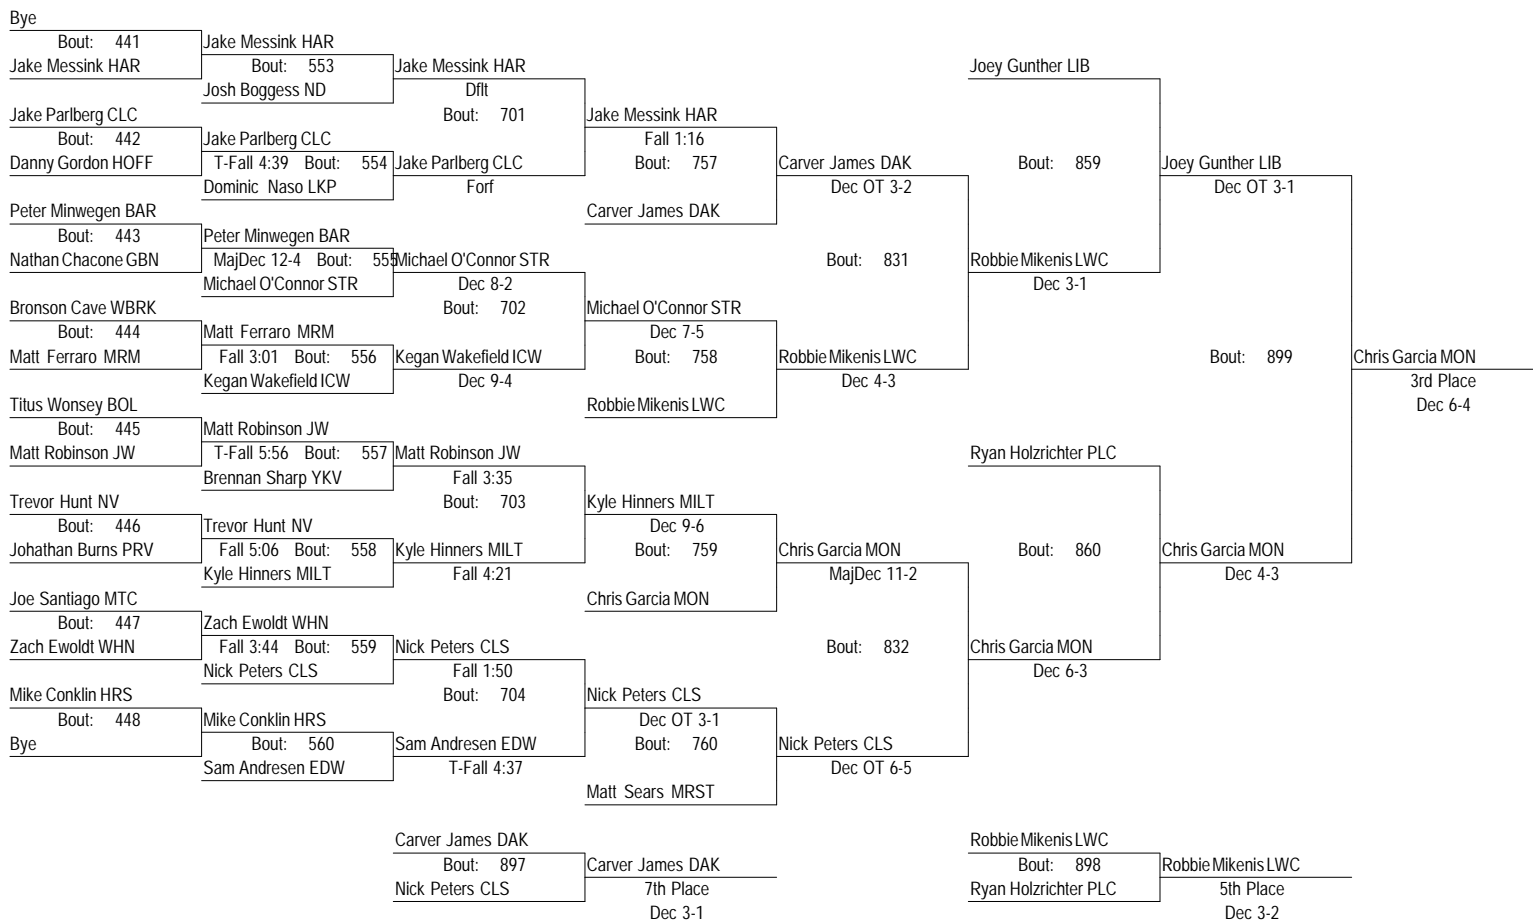 Bye
Bout: 441
Jake Messink HAR
Jake Messink HAR
Bout: 553
Jake Messink HAR
Joey Gunther LIB
Josh Boggess ND
Dflt
Jake Parlberg CLC
Bout: 701
Jake Messink HAR
Bout: 442
Jake Parlberg CLC
Fall 1:16
Danny Gordon HOFF
T-Fall 4:39 Bout: 554
Jake Parlberg CLC
Bout: 757
Carver James DAK
Bout: 859
Joey Gunther LIB
Dominic Naso LKP
Forf
Dec OT 3-2
Dec OT 3-1
Peter Minwegen BAR
Carver James DAK
Bout: 443
Peter Minwegen BAR
Nathan Chacone GBN
MajDec 12-4 Bout: 555
Michael O'Connor STR
Bout: 831
Robbie Mikenis LWC
Michael O'Connor STR
Dec 8-2
Dec 3-1
Bronson Cave WBRK
Bout: 702
Michael O'Connor STR
Bout: 444
Matt Ferraro MRM
Dec 7-5
Matt Ferraro MRM
Fall 3:01 Bout: 556
Kegan Wakefield ICW
Bout: 758
Robbie Mikenis LWC
Bout: 899
Chris Garcia MON
Kegan Wakefield ICW
Dec 9-4
Dec 4-3
3rd Place
Titus Wonsey BOL
Robbie Mikenis LWC
Dec 6-4
Bout: 445
Matt Robinson JW
Matt Robinson JW
T-Fall 5:56 Bout: 557
Matt Robinson JW
Ryan Holzrichter PLC
Brennan Sharp YKV
Fall 3:35
Trevor Hunt NV
Bout: 703
Kyle Hinners MILT
Bout: 446
Trevor Hunt NV
Dec 9-6
Johathan Burns PRV
Fall 5:06 Bout: 558
Kyle Hinners MILT
Bout: 759
Chris Garcia MON
Bout: 860
Chris Garcia MON
Kyle Hinners MILT
Fall 4:21
MajDec 11-2
Dec 4-3
Joe Santiago MTC
Chris Garcia MON
Bout: 447
Zach Ewoldt WHN
Zach Ewoldt WHN
Fall 3:44 Bout: 559
Nick Peters CLS
Bout: 832
Chris Garcia MON
Nick Peters CLS
Fall 1:50
Dec 6-3
Mike Conklin HRS
Bout: 704
Nick Peters CLS
Bout: 448
Mike Conklin HRS
Dec OT 3-1
Bye
Bout: 560
Sam Andresen EDW
Bout: 760
Nick Peters CLS
Sam Andresen EDW
T-Fall 4:37
Dec OT 6-5
Matt Sears MRST
Carver James DAK
Robbie Mikenis LWC
Bout: 897
Carver James DAK
Bout: 898
Robbie Mikenis LWC
Nick Peters CLS
7th Place
Ryan Holzrichter PLC
5th Place
Dec 3-1
Dec 3-2